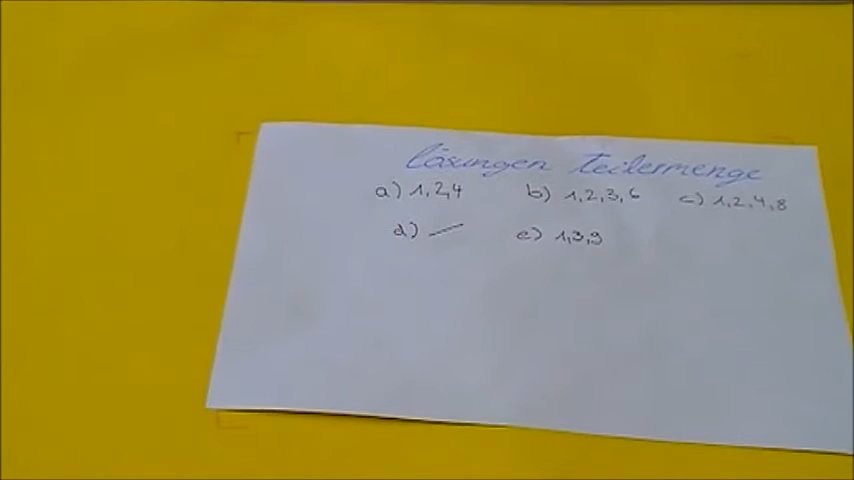 lösungen Teilermenge
a) 1,2,4 b) 1,2,3,6 c) 1,2,4,8
d) — e) 1,3,9